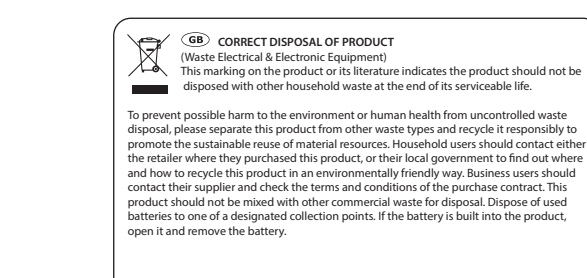 GB CORRECT DISPOSAL OF PRODUCT
(Waste Electrical & Electronic Equipment)
This marking on the product or its literature indicates the product should not be
disposed with other household waste at the end of its serviceable life.
To prevent possible harm to the environment or human health from uncontrolled waste
disposal, please separate this product from other waste types and recycle it responsibly to
promote the sustainable reuse of material resources. Household users should contact either
the retailer where they purchased this product, or their local government to find out where
and how to recycle this product in an environmentally friendly way. Business users should
contact their supplier and check the terms and conditions of the purchase contract. This
product should not be mixed with other commercial waste for disposal. Dispose of used
batteries to one of a designated collection points. If the battery is built into the product,
open it and remove the battery.